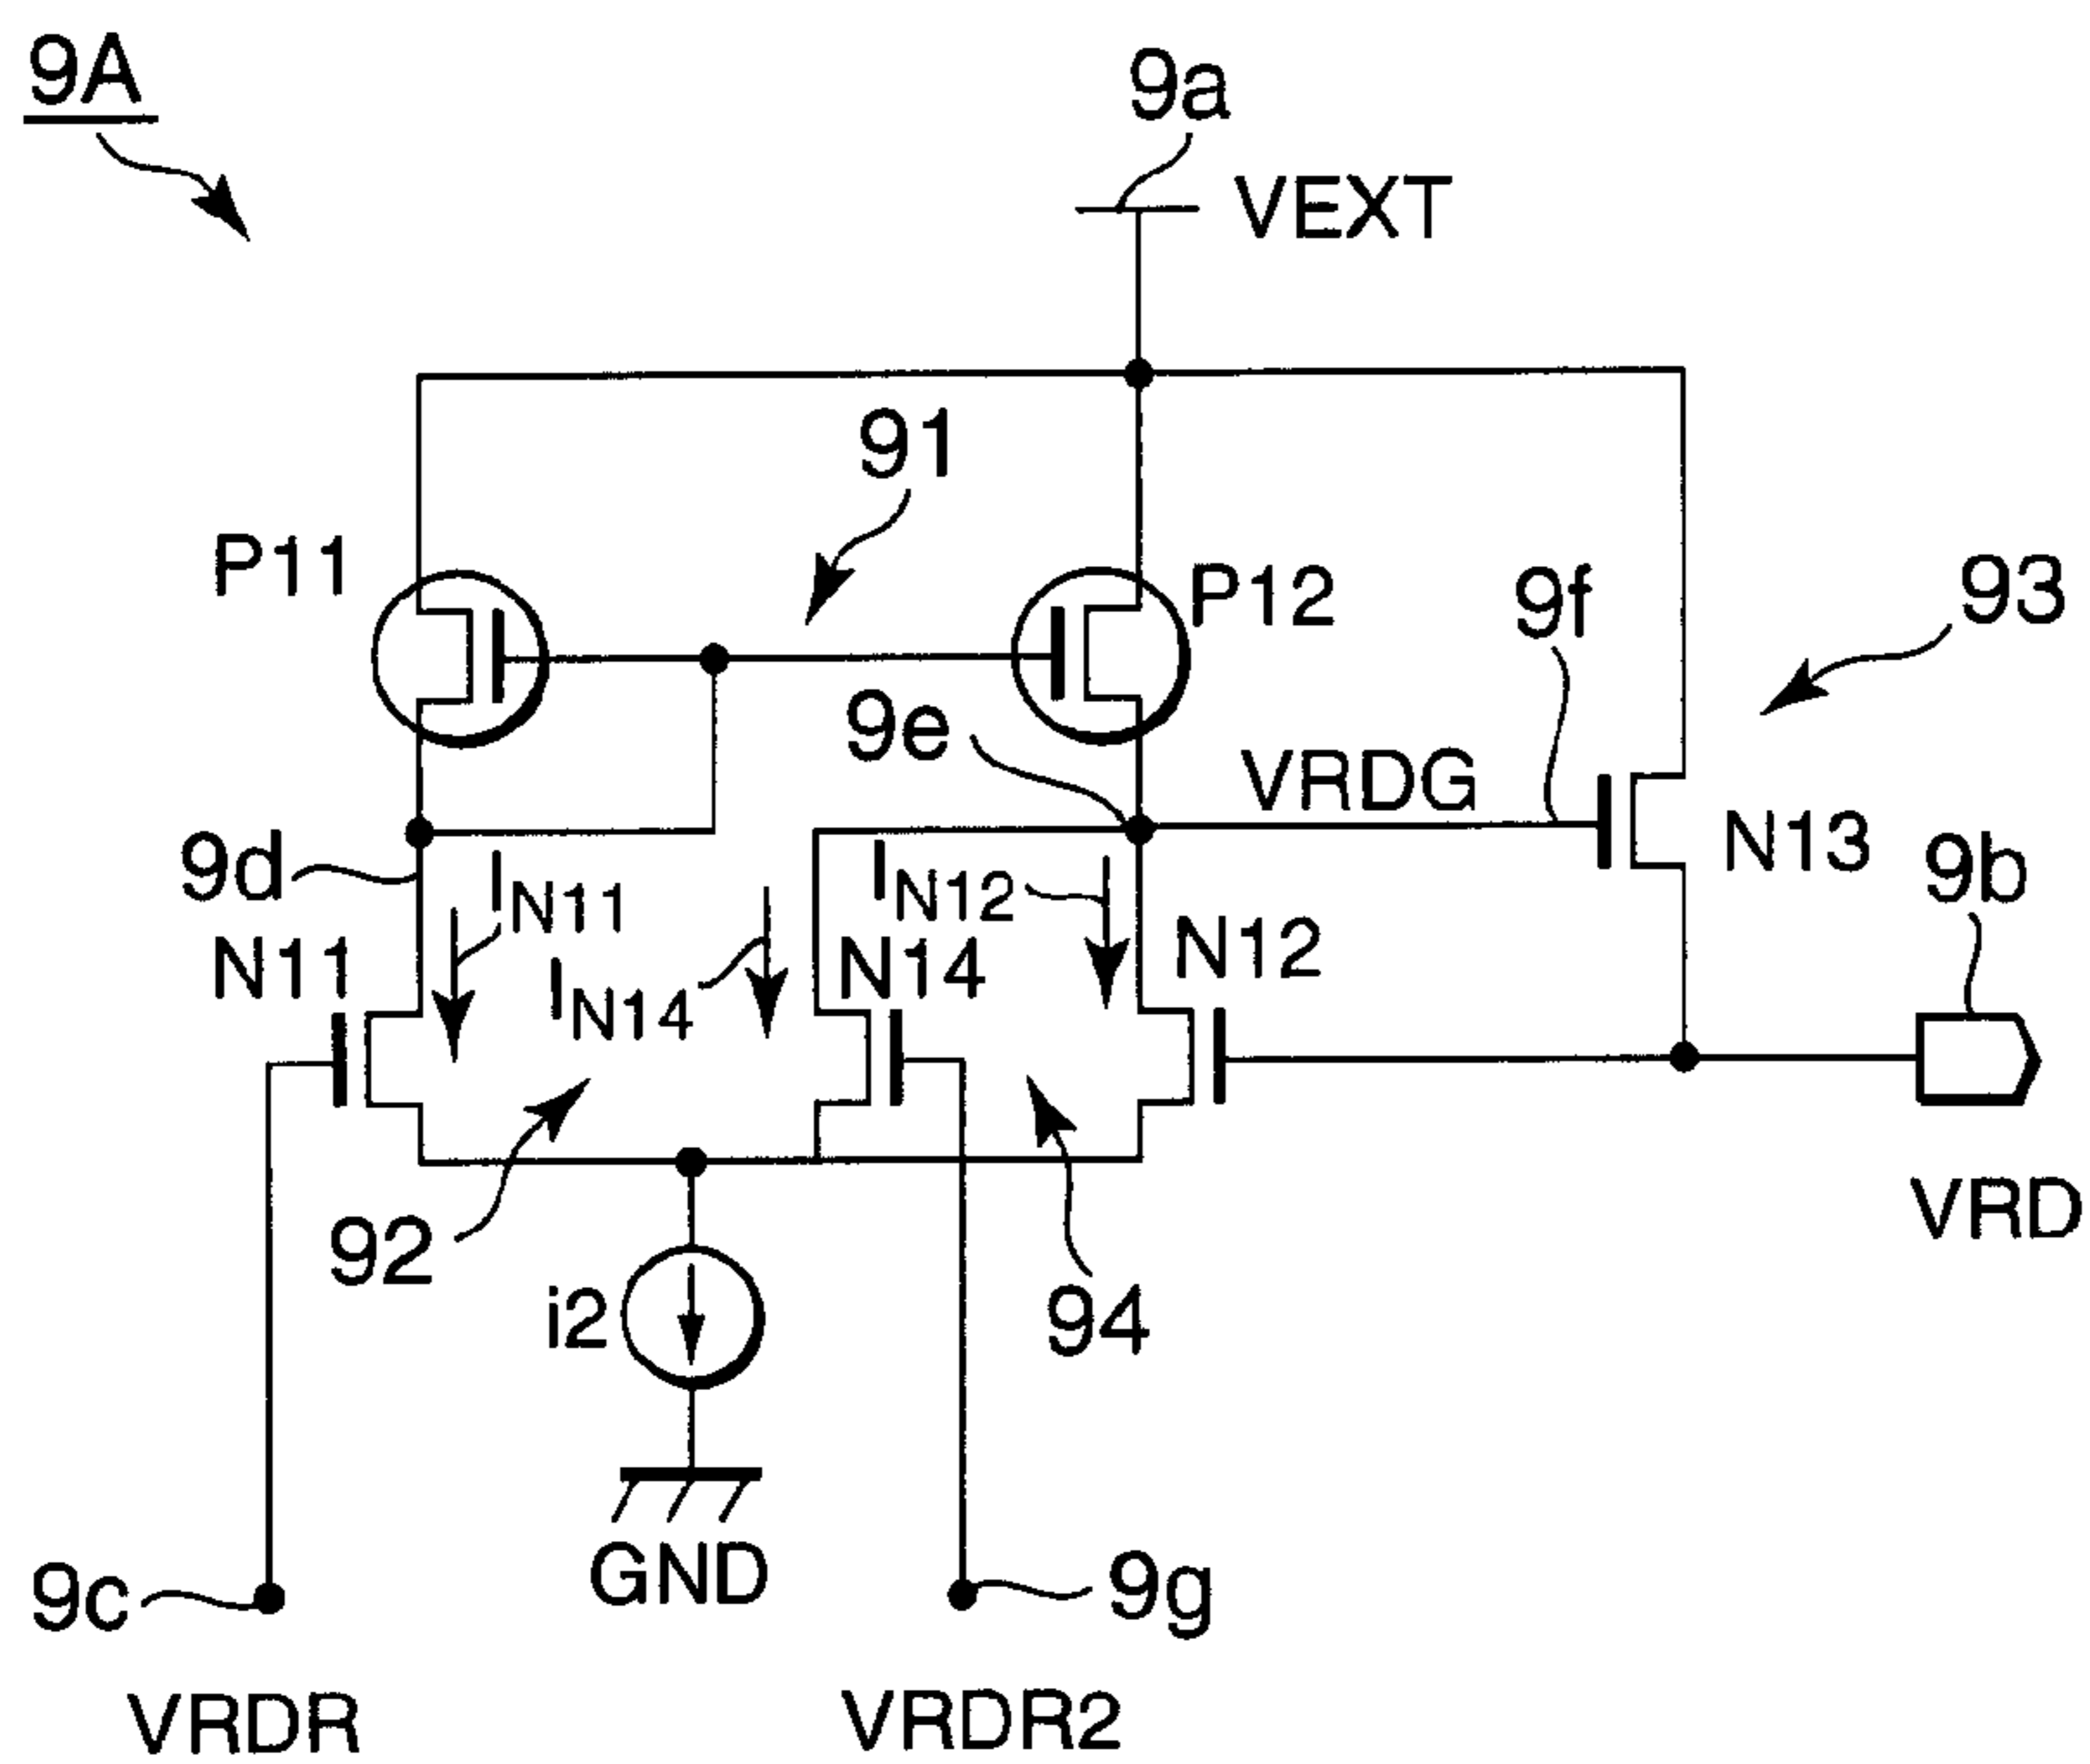 9A
9a
VEXT
91
P11
P12
9f
93
9e
VRDG
N13
9d
IN11
IN12
9b
N11
IN14
N14
N12
92
VRD
i2
94
GND
9c
9g
VRDR
VRDR2